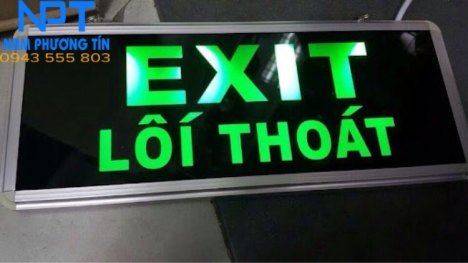 NPT
NAM PHƯƠNG TÍN
0943 555 803
EXIT
LỐI THOÁT